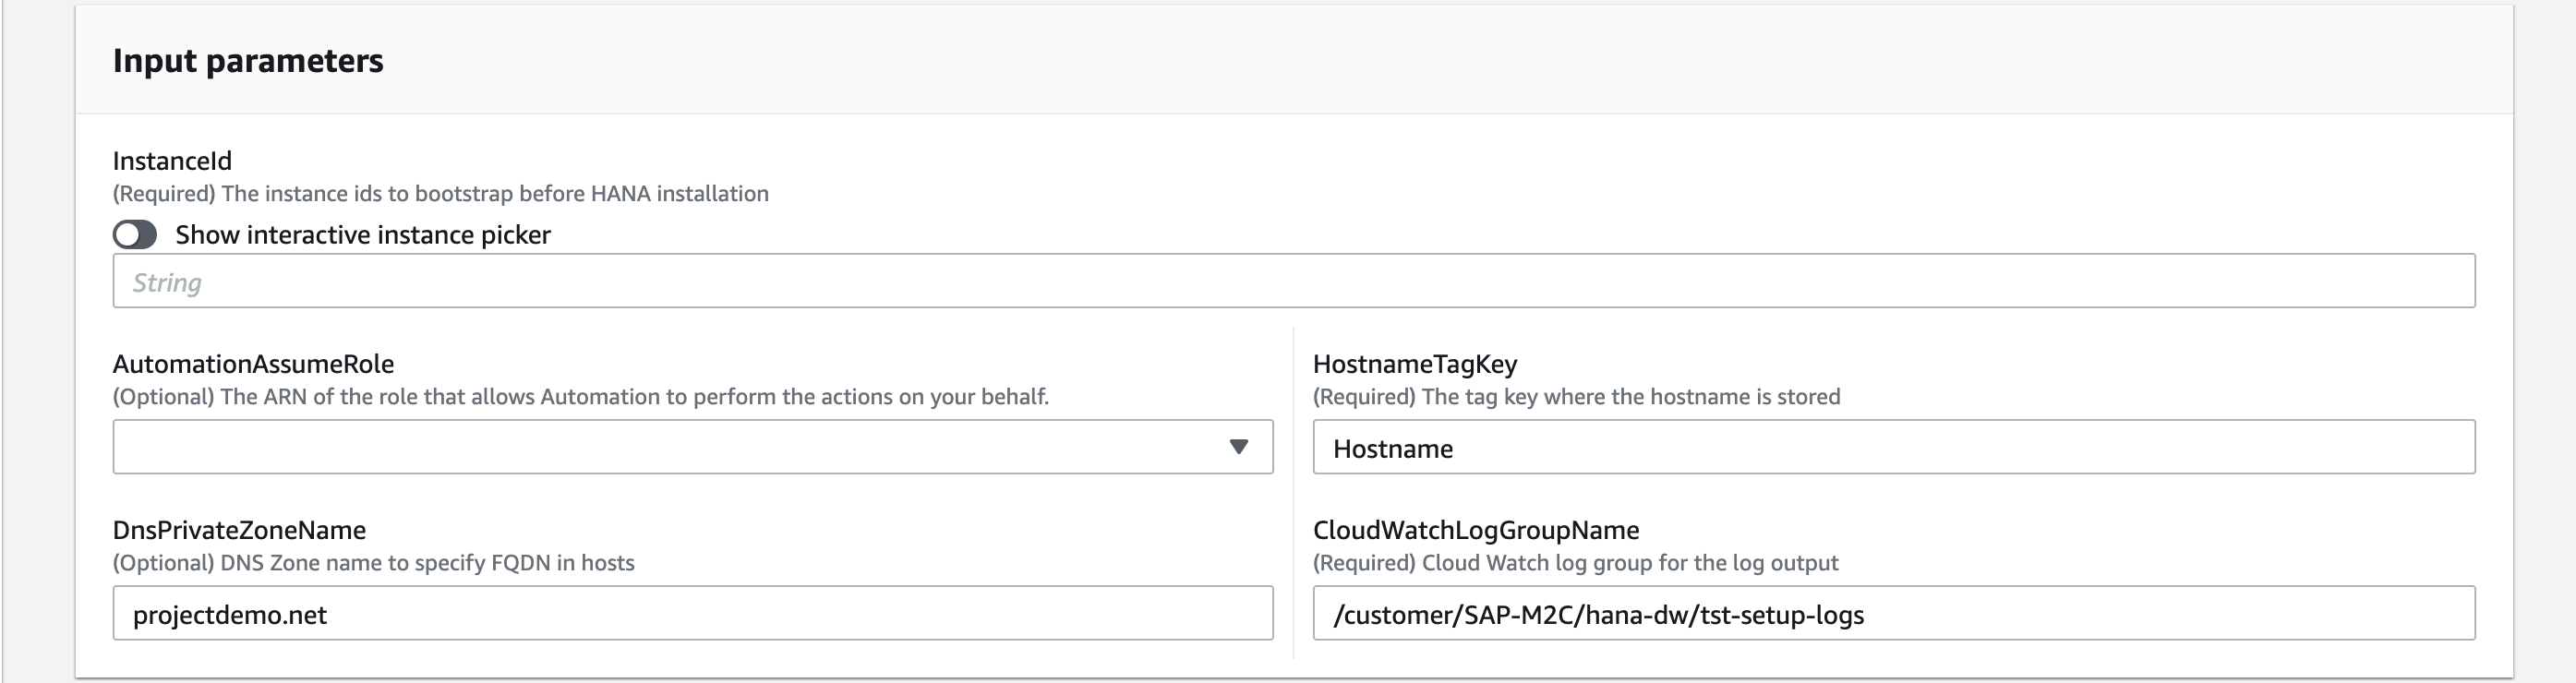 Input parameters
InstanceId
(Required) The instance ids to bootstrap before HANA installation
Show interactive instance picker
String
AutomationAssumeRole
(Optional) The ARN of the role that allows Automation to perform the actions on your behalf.
HostnameTagKey
(Required) The tag key where the hostname is stored
Hostname
DnsPrivateZoneName
(Optional) DNS Zone name to specify FQDN in hosts
projectdemo.net
CloudWatchLogGroupName
(Required) Cloud Watch log group for the log output
/customer/SAP-M2C/hana-dw/tst-setup-logs